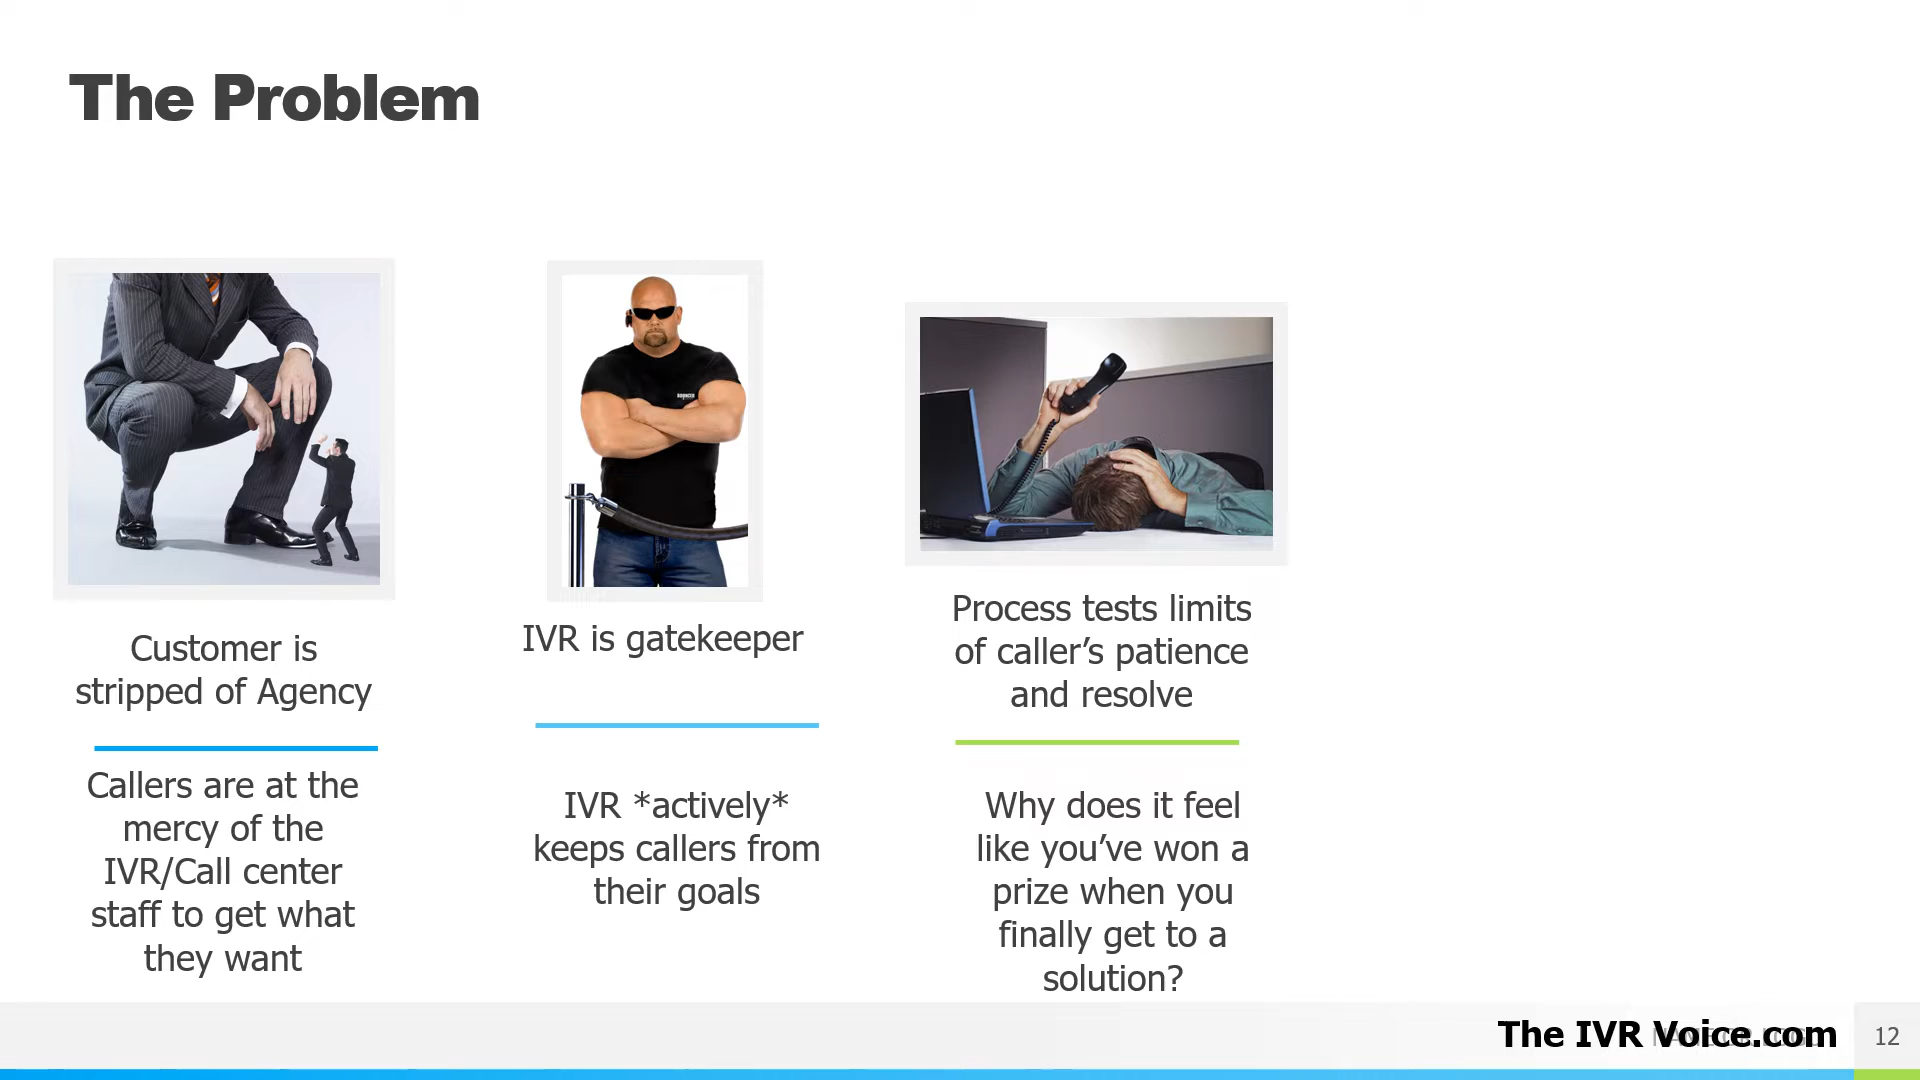 The Problem
Customer is
stripped of Agency
Callers are at the
mercy of the
IVR/Call center
staff to get what
they want
IVR is gatekeeper
IVR *actively*
keeps callers from
their goals
Process tests limits
of caller’s patience
and resolve
Why does it feel
like you’ve won a
prize when you
finally get to a
solution?
The IVR Voice.com
12